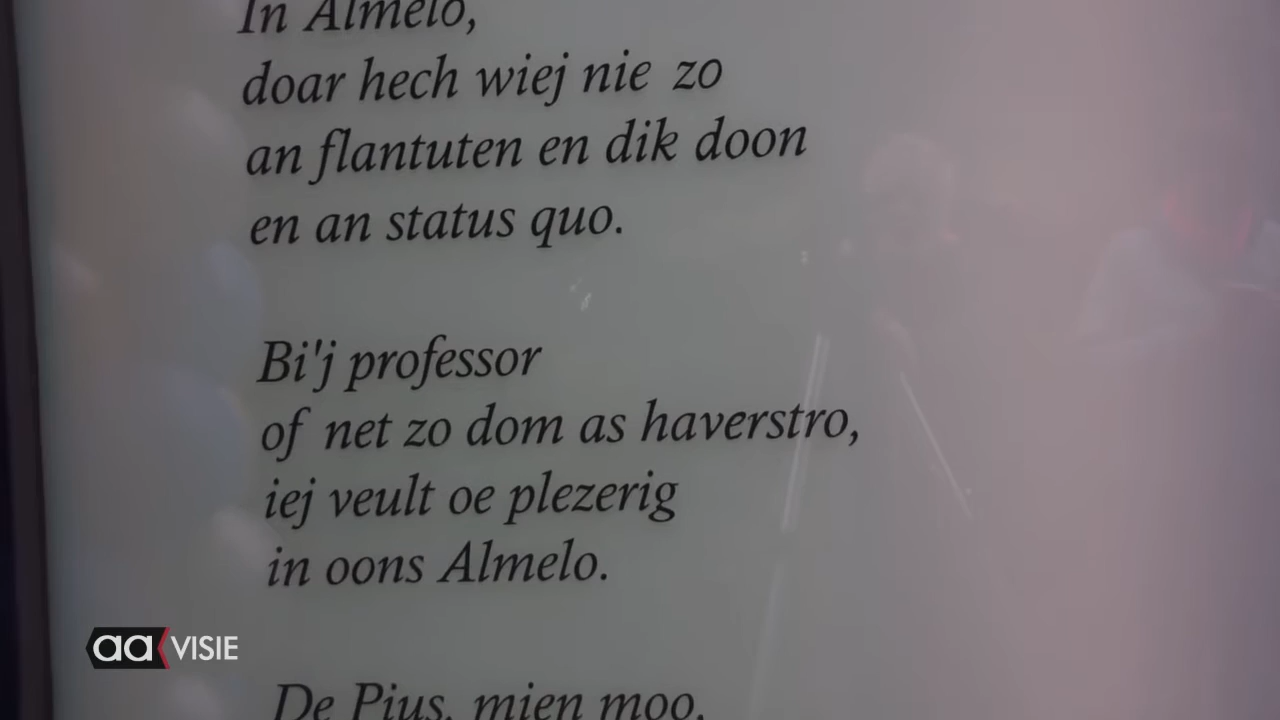 In Almelo,
doar hech wiej nie zo
an flantuten en dik doon
en an status quo.
Bi'j professor
of net zo dom as haverstro,
iej veult oe plezerig
in oons Almelo.
De Pius, mien moo,
aa VISIE